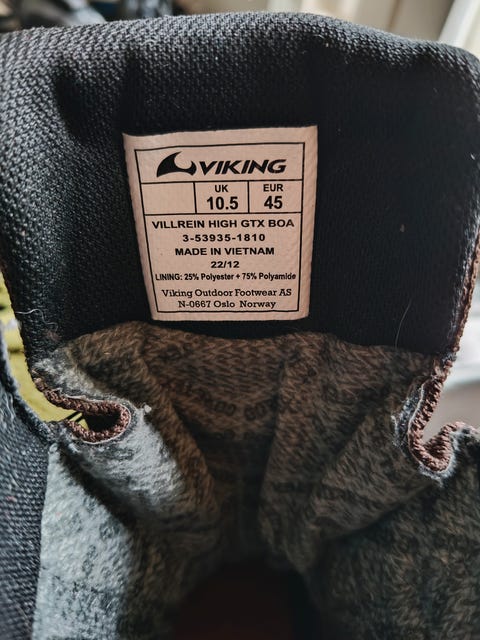 VIKING
UK EUR
10.5 45
VILLREIN HIGH GTX BOA
3-53935-1810
MADE IN VIETNAM
22/12
LINING: 25% Polyester + 75% Polyamide
Viking Outdoor Footwear AS
N-0667 Oslo Norway